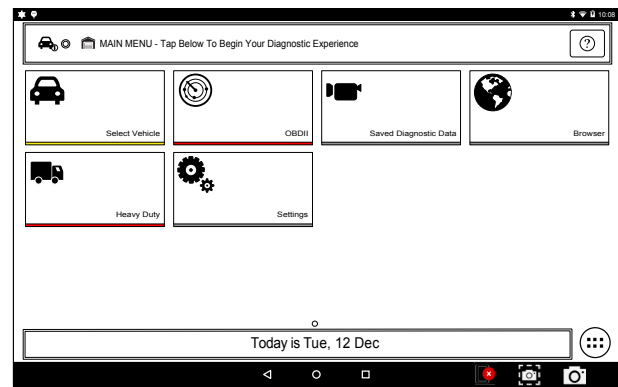 10:08
MAIN MENU - Tap Below To Begin Your Diagnostic Experience
?
Select Vehicle
OBDII
Saved Diagnostic Data
Browser
Heavy Duty
Settings
Today is Tue, 12 Dec